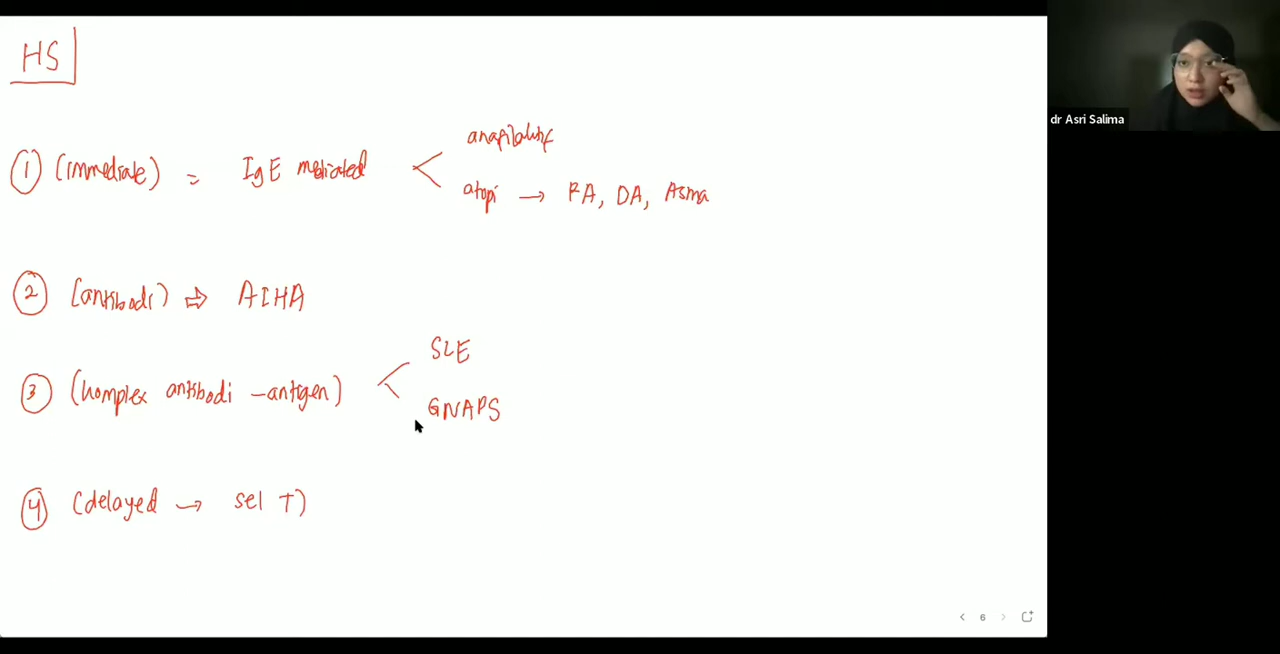 HS
① (immediate) = IgE mediated < anafilaktik
atopi → RA, DA, Asma
② (antibodi) ⇒ AIHA
③ (komplex antibodi - antigen) < SLE
GNAPS
④ (delayed → sel T)
dr Asri Salima
< 6 >